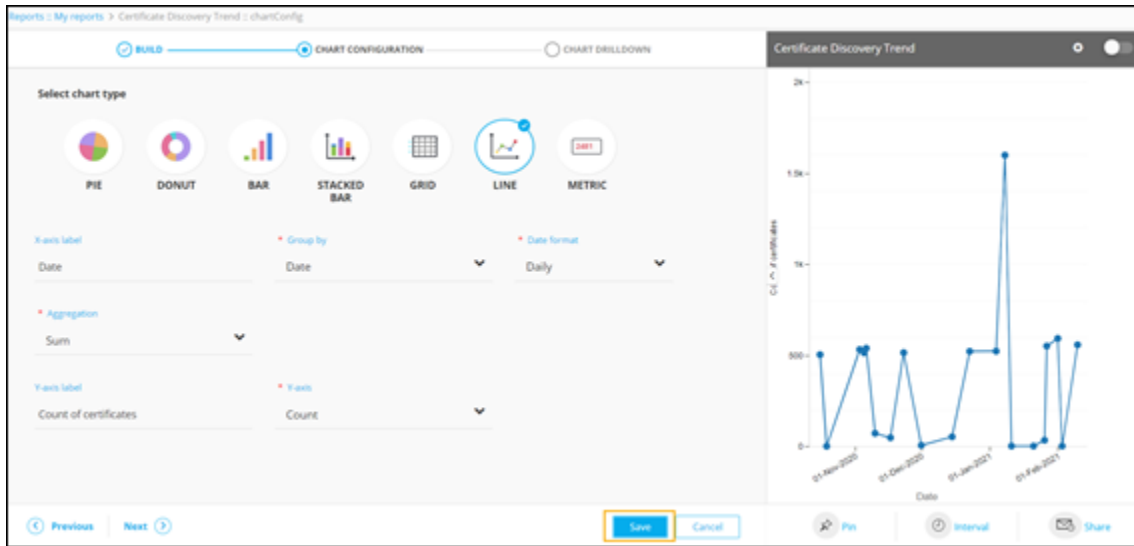 Reports :: My reports > Certificate Discovery Trend :: chartConfig
BUILD
CHART CONFIGURATION
CHART DRILLDOWN
Select chart type
PIE
DONUT
BAR
STACKED
BAR
GRID
LINE
2481
METRIC
X-axis label
* Group by
* Date format
Date
Date
Daily
* Aggregation
Sum
Y-axis label
* Y-axis
Count of certificates
Count
Previous
Next
Save
Cancel
Certificate Discovery Trend
2k
1.5k
1k
500
0
certificates
01-Nov-2020
01-Dec-2020
01-Jan-2021
01-Feb-2021
Date
Pin
Interval
Share